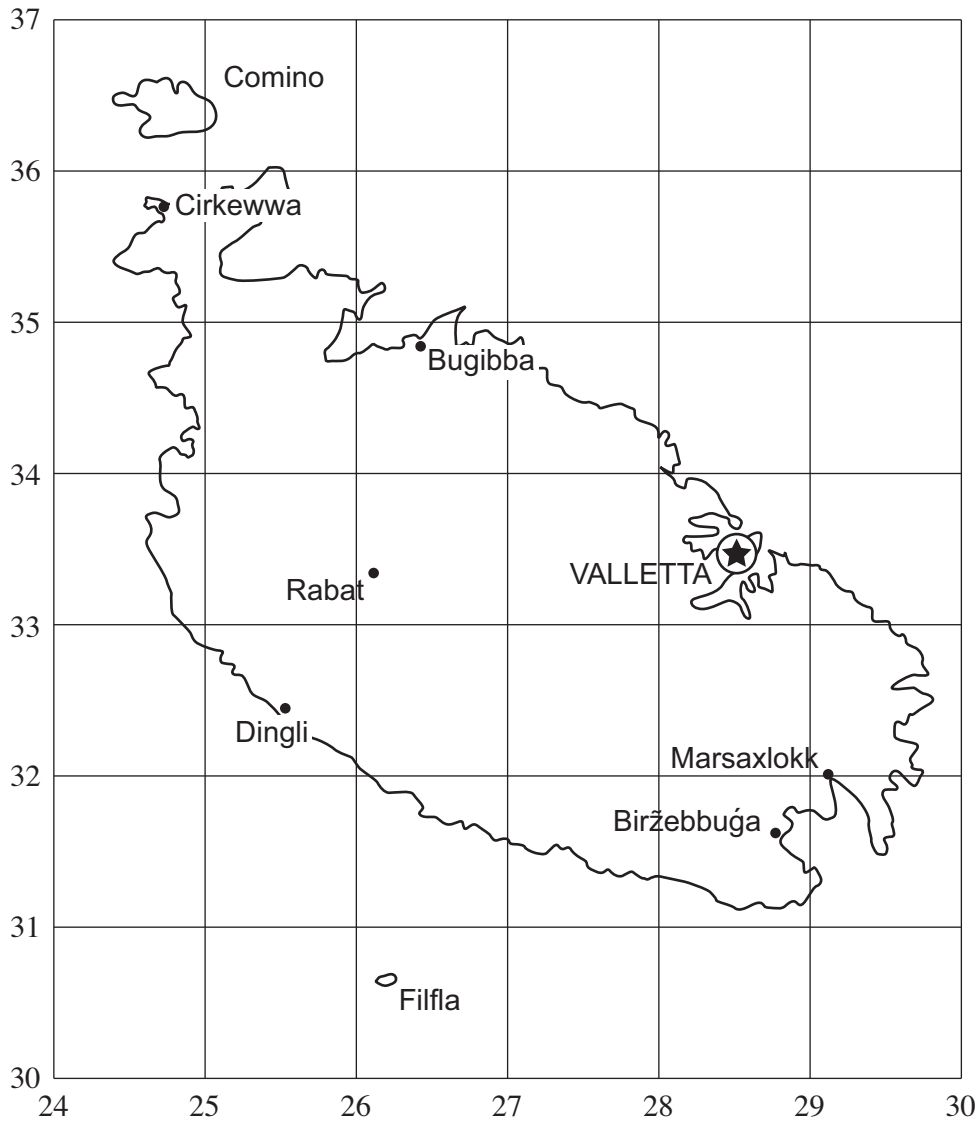 37
Comino
36
Cirkewwa
35
Bugibba
34
VALLETTA
Rabat
33
Dingli
Marsaxlokk
32
Biržebbuǵa
31
Filfla
30
24 25 26 27 28 29 30